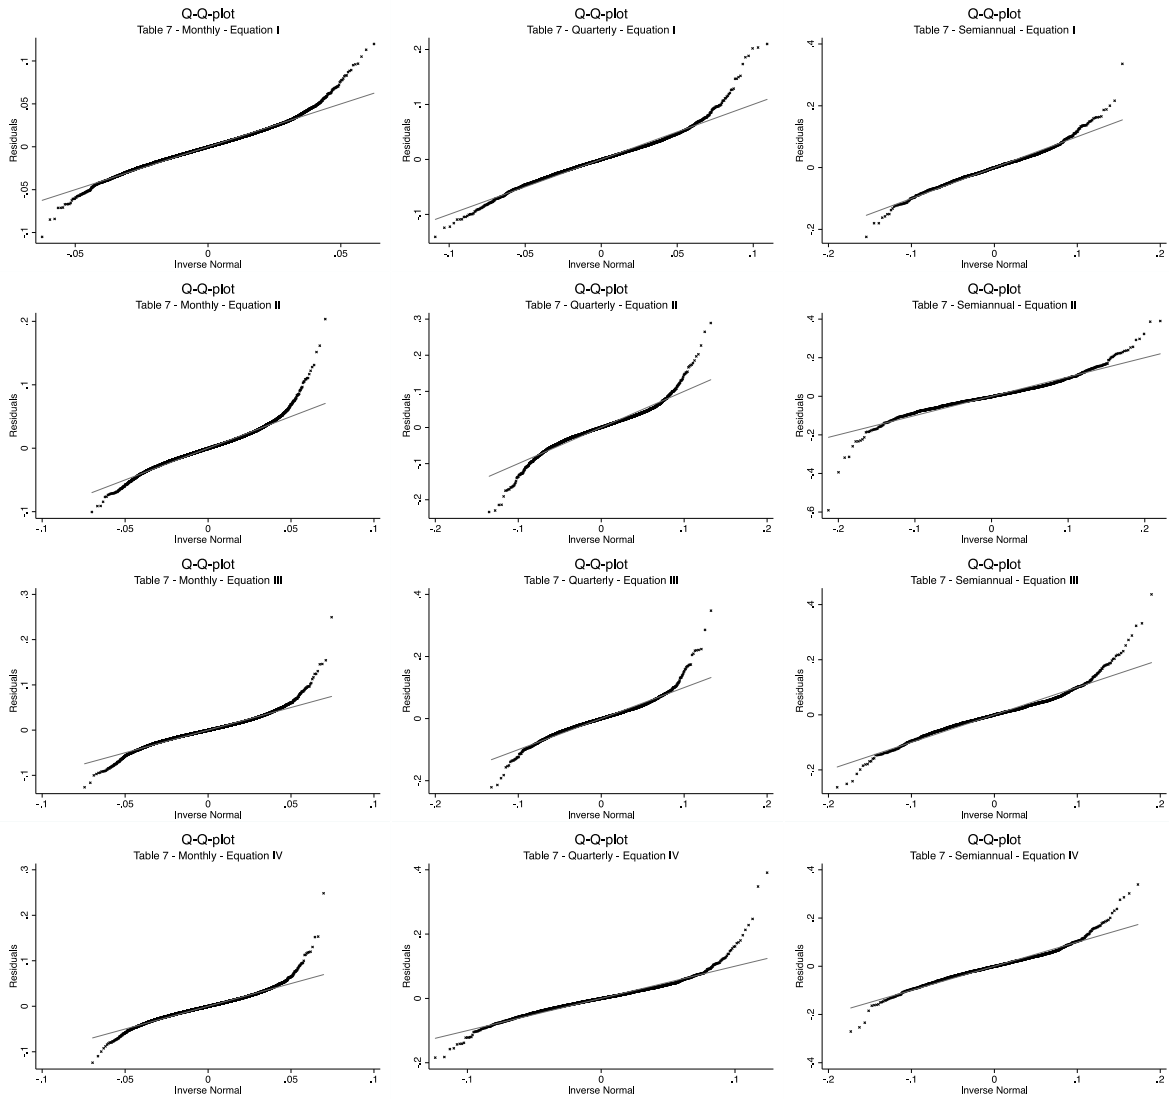 Q-Q-plot
Table 7 - Monthly - Equation I
Residuals
-.1 -.05 0 .05 .1
-.05 0 .05
Inverse Normal
Q-Q-plot
Table 7 - Quarterly - Equation I
Residuals
-.1 0 .1 .2
-.1 -.05 0 .05 .1
Inverse Normal
Q-Q-plot
Table 7 - Semiannual - Equation I
Residuals
-.2 0 .2 .4
-.2 -.1 0 .1 .2
Inverse Normal
Q-Q-plot
Table 7 - Monthly - Equation II
Residuals
-.1 0 .1 .2
-.1 -.05 0 .05 .1
Inverse Normal
Q-Q-plot
Table 7 - Quarterly - Equation II
Residuals
-.2 -.1 0 .1 .2 .3
-.2 -.1 0 .1 .2
Inverse Normal
Q-Q-plot
Table 7 - Semiannual - Equation II
Residuals
-.6 -.4 -.2 0 .2 .4
-.2 -.1 0 .1 .2
Inverse Normal
Q-Q-plot
Table 7 - Monthly - Equation III
Residuals
-.1 0 .1 .2 .3
-.1 -.05 0 .05 .1
Inverse Normal
Q-Q-plot
Table 7 - Quarterly - Equation III
Residuals
-.2 0 .2 .4
-.2 -.1 0 .1 .2
Inverse Normal
Q-Q-plot
Table 7 - Semiannual - Equation III
Residuals
-.2 0 .2 .4
-.2 -.1 0 .1 .2
Inverse Normal
Q-Q-plot
Table 7 - Monthly - Equation IV
Residuals
-.1 0 .1 .2 .3
-.1 -.05 0 .05 .1
Inverse Normal
Q-Q-plot
Table 7 - Quarterly - Equation IV
Residuals
-.2 0 .2 .4
-.1 0 .1
Inverse Normal
Q-Q-plot
Table 7 - Semiannual - Equation IV
Residuals
-.4 -.2 0 .2 .4
-.2 -.1 0 .1 .2
Inverse Normal